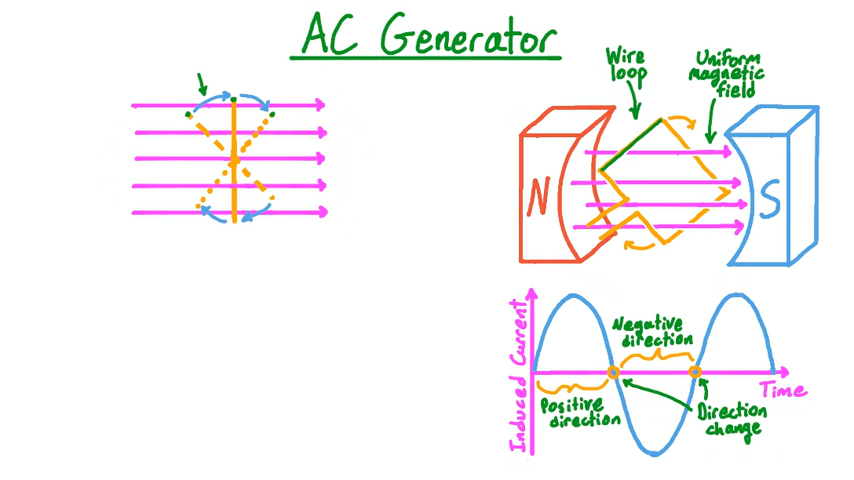 AC Generator
Wire
loop
Uniform
magnetic
field
N
S
Induced Current
Negative
direction
Positive
direction
Time
Direction
change